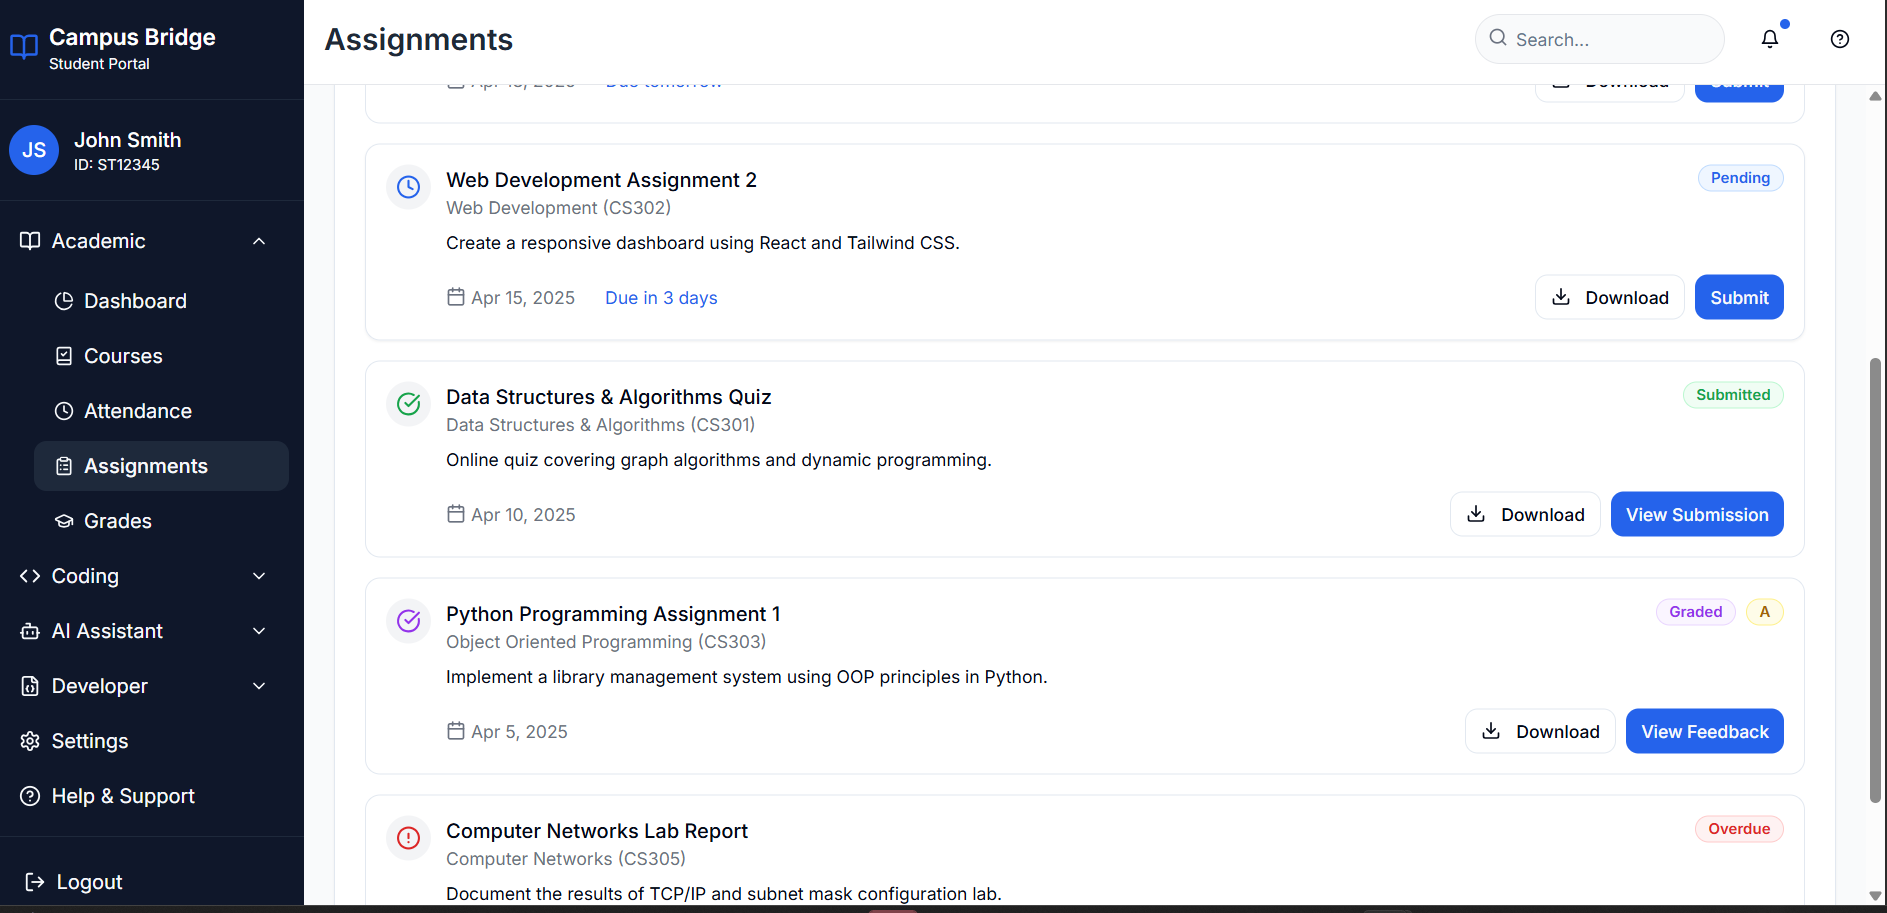 Campus Bridge
Student Portal
JS
John Smith
ID: ST12345
Academic
Dashboard
Courses
Attendance
Assignments
Grades
Coding
AI Assistant
Developer
Settings
Help & Support
Logout
Assignments
Search...
2025
Due tomorrow
Download
Submit
Web Development Assignment 2
Pending
Web Development (CS302)
Create a responsive dashboard using React and Tailwind CSS.
Apr 15, 2025
Due in 3 days
Download
Submit
Data Structures & Algorithms Quiz
Submitted
Data Structures & Algorithms (CS301)
Online quiz covering graph algorithms and dynamic programming.
Apr 10, 2025
Download
View Submission
Python Programming Assignment 1
Graded
A
Object Oriented Programming (CS303)
Implement a library management system using OOP principles in Python.
Apr 5, 2025
Download
View Feedback
Computer Networks Lab Report
Overdue
Computer Networks (CS305)
Document the results of TCP/IP and subnet mask configuration lab.